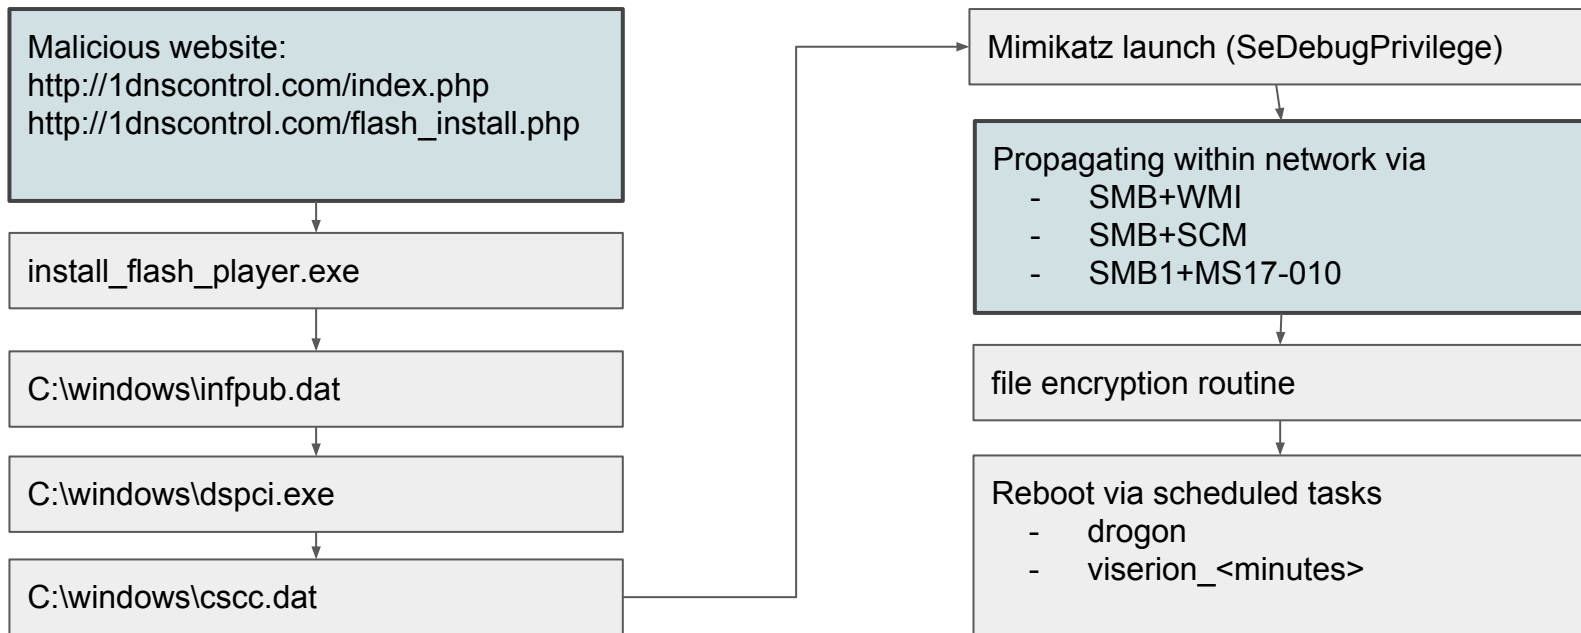 Malicious website:
http://1dnscontrol.com/index.php
http://1dnscontrol.com/flash_install.php
install_flash_player.exe
C:\windows\infpub.dat
C:\windows\dspci.exe
C:\windows\cscc.dat
Mimikatz launch (SeDebugPrivilege)
Propagating within network via
- SMB+WMI
- SMB+SCM
- SMB1+MS17-010
file encryption routine
Reboot via scheduled tasks
- drogon
- viserion_<minutes>